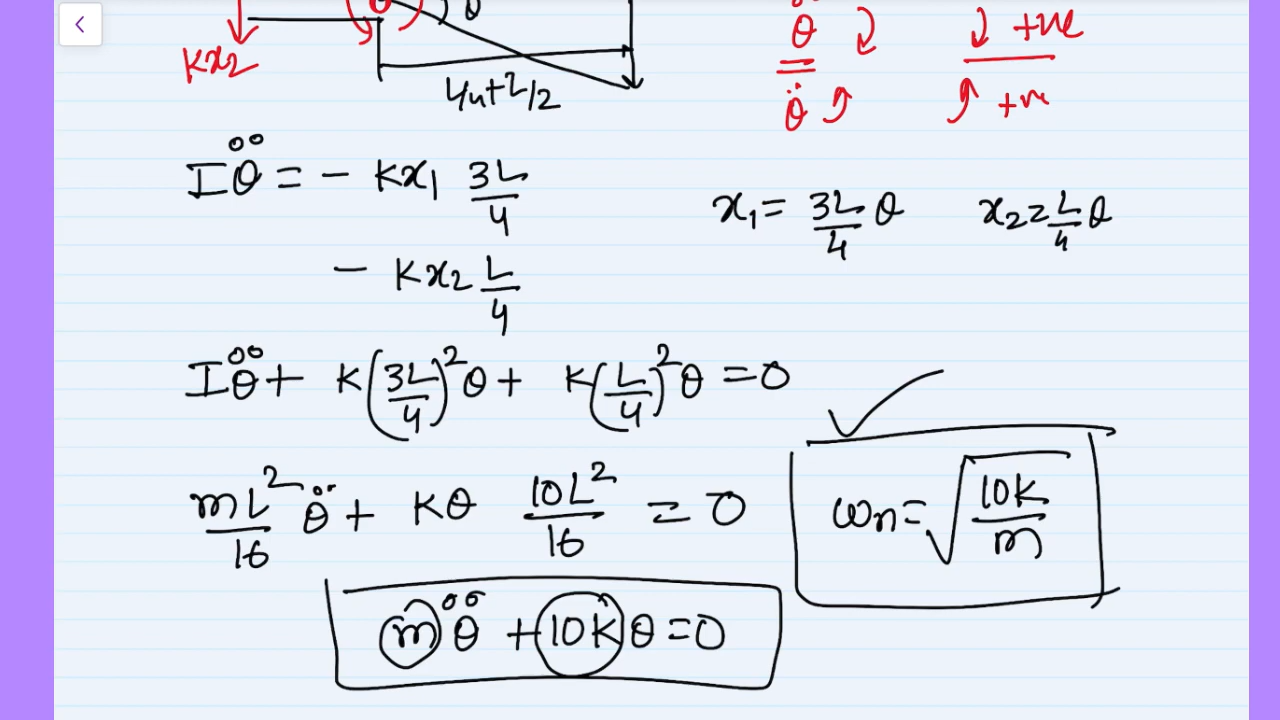 θ θ
Kx2
4u+L/2
θ̈ +ve
θ̈ +ve
Iθ̈ = - Kx1 3L/4
x1 = 3L/4 θ x2 = L/4 θ
- Kx2 L/4
Iθ̈ + K(3L/4)²θ + K(L/4)²θ = 0
mL²/16 θ̈ + Kθ 10L²/16 = 0
ωn = √(10K/m)
mθ̈ + 10Kθ = 0